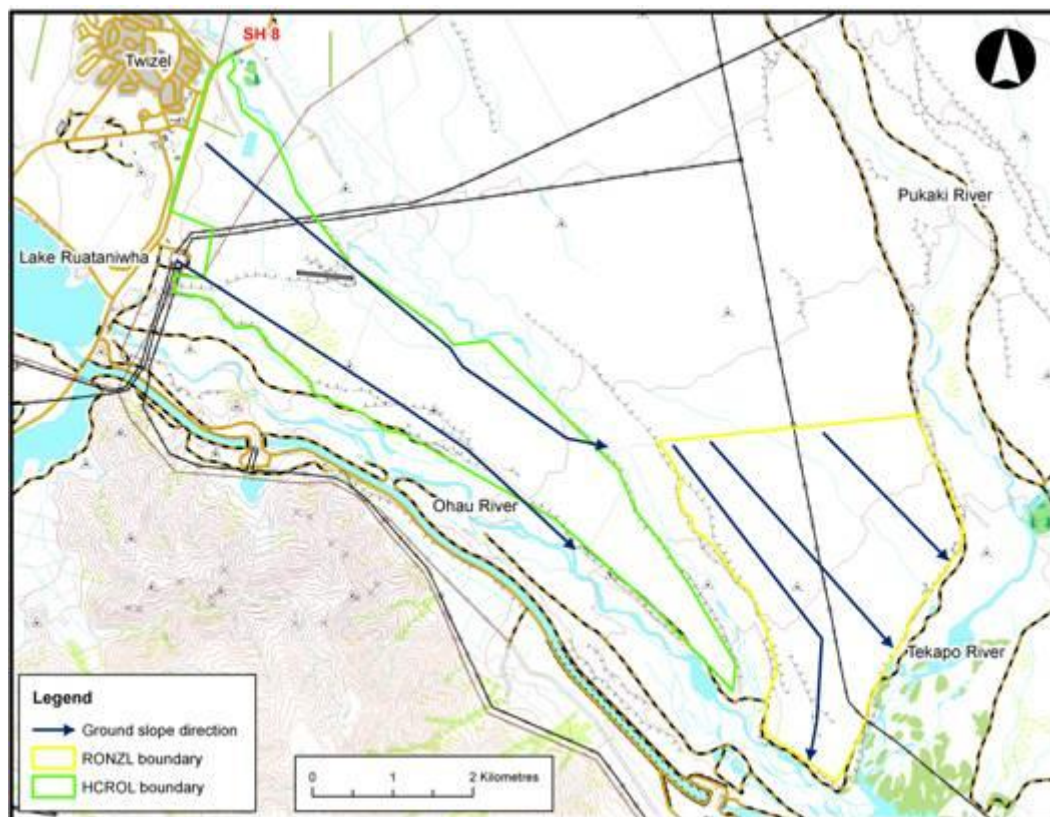 SH 8
Twizel
Pukaki River
Lake Ruataniwha
Ohau River
Tekapo River
Legend
Ground slope direction
RONZL boundary
HCROL boundary
0 1 2 Kilometres